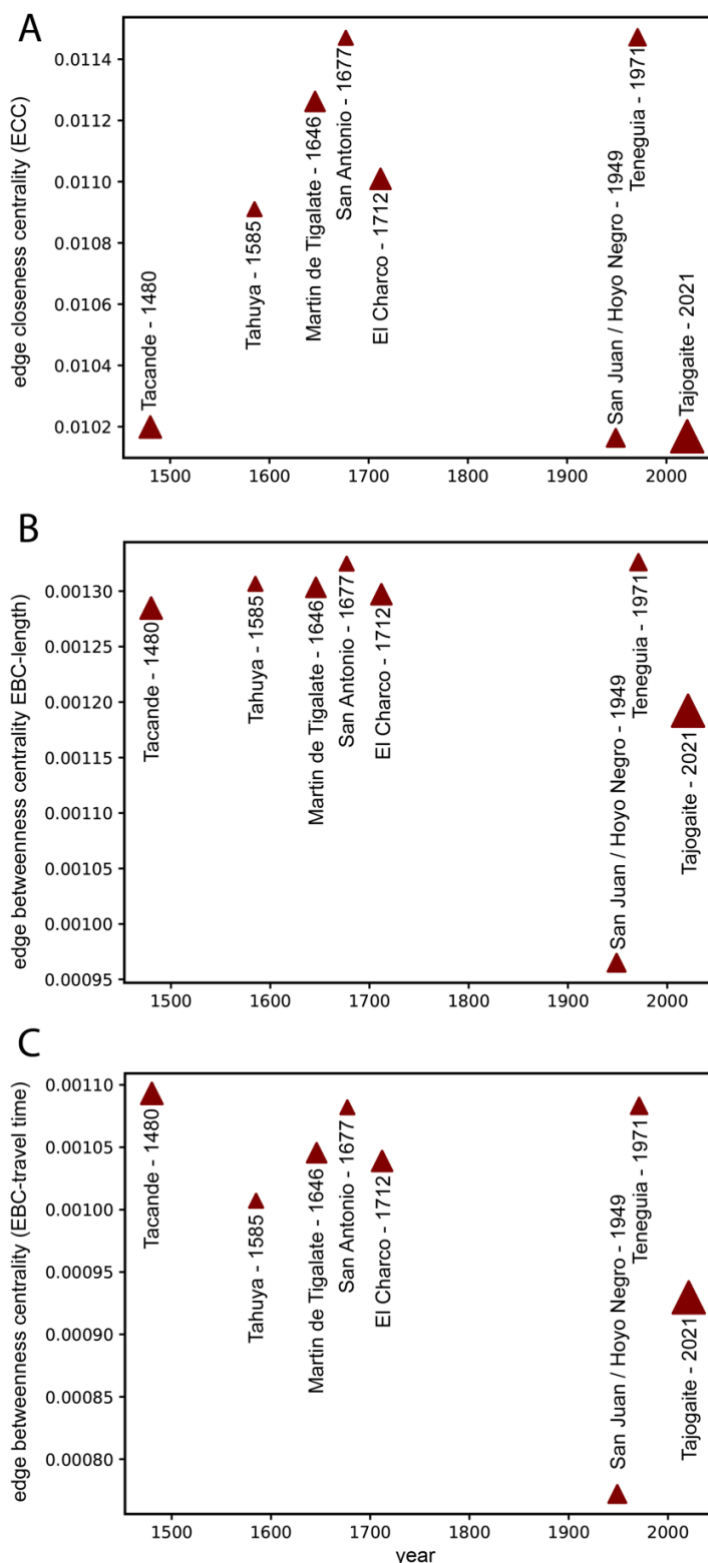 A
edge closeness centrality (ECC)
0.0114
0.0112
0.0110
0.0108
0.0106
0.0104
0.0102
Tacande - 1480
Tahuya - 1585
Martin de Tigalate - 1646
San Antonio - 1677
El Charco - 1712
San Juan / Hoyo Negro - 1949
Teneguia - 1971
Tajogaite - 2021
1500 1600 1700 1800 1900 2000
B
edge betweenness centrality EBC-length)
0.00130
0.00125
0.00120
0.00115
0.00110
0.00105
0.00100
0.00095
Tacande - 1480
Tahuya - 1585
Martin de Tigalate - 1646
San Antonio - 1677
El Charco - 1712
San Juan / Hoyo Negro - 1949
Teneguia - 1971
Tajogaite - 2021
1500 1600 1700 1800 1900 2000
C
edge betweenness centrality (EBC-travel time)
0.00110
0.00105
0.00100
0.00095
0.00090
0.00085
0.00080
Tacande - 1480
Tahuya - 1585
Martin de Tigalate - 1646
San Antonio - 1677
El Charco - 1712
San Juan / Hoyo Negro - 1949
Teneguia - 1971
Tajogaite - 2021
1500 1600 1700 1800 1900 2000
year